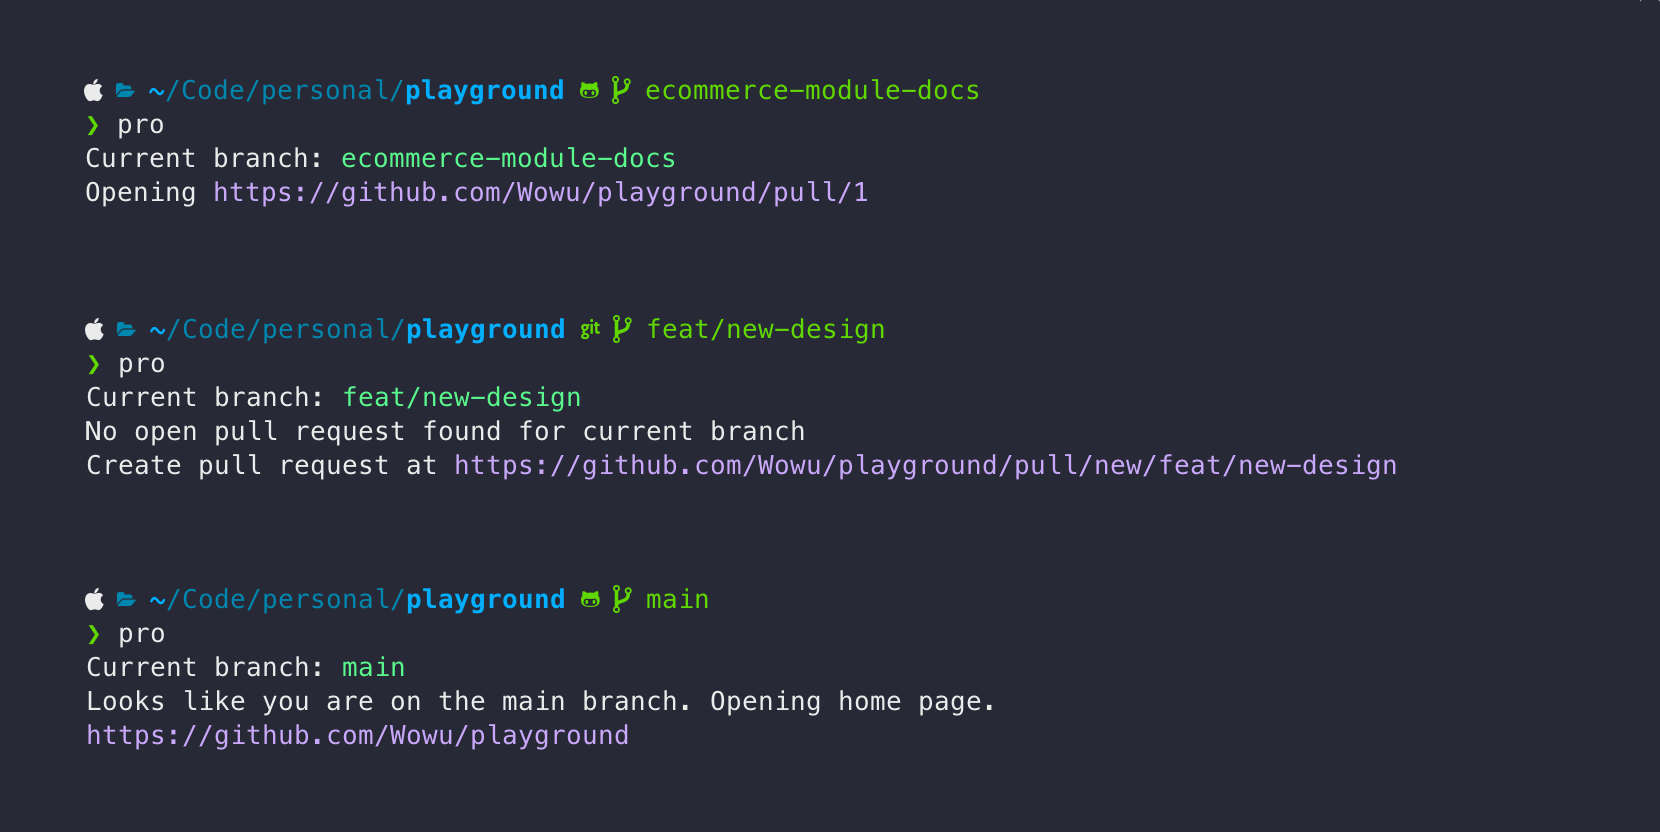 ~/Code/personal/playground ecommerce-module-docs
❯ pro
Current branch: ecommerce-module-docs
Opening https://github.com/Wowu/playground/pull/1
~/Code/personal/playground git feat/new-design
❯ pro
Current branch: feat/new-design
No open pull request found for current branch
Create pull request at https://github.com/Wowu/playground/pull/new/feat/new-design
~/Code/personal/playground main
❯ pro
Current branch: main
Looks like you are on the main branch. Opening home page.
https://github.com/Wowu/playground